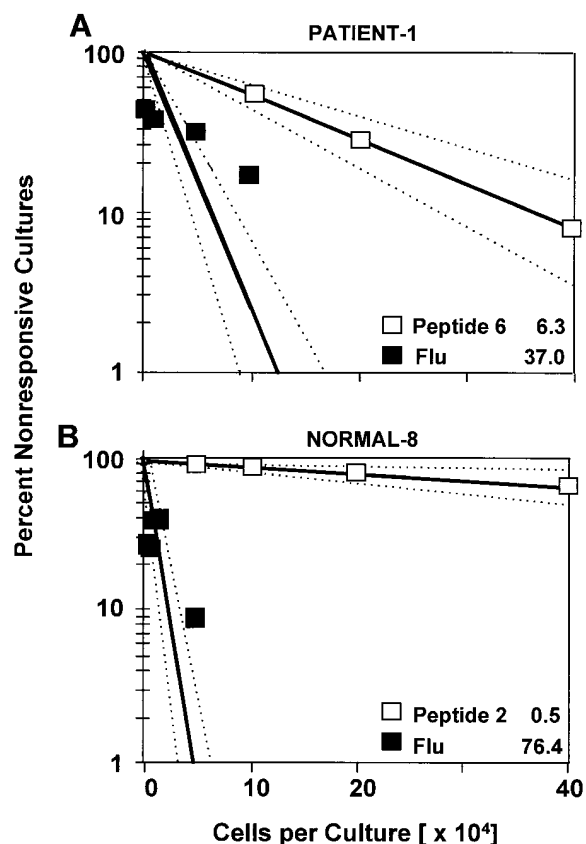 A
PATIENT-1
100
10
1
Peptide 6 6.3
Flu 37.0
Percent Nonresponsive Cultures
B
NORMAL-8
100
10
1
Peptide 2 0.5
Flu 76.4
0 10 20 40
Cells per Culture [ x 10⁴]